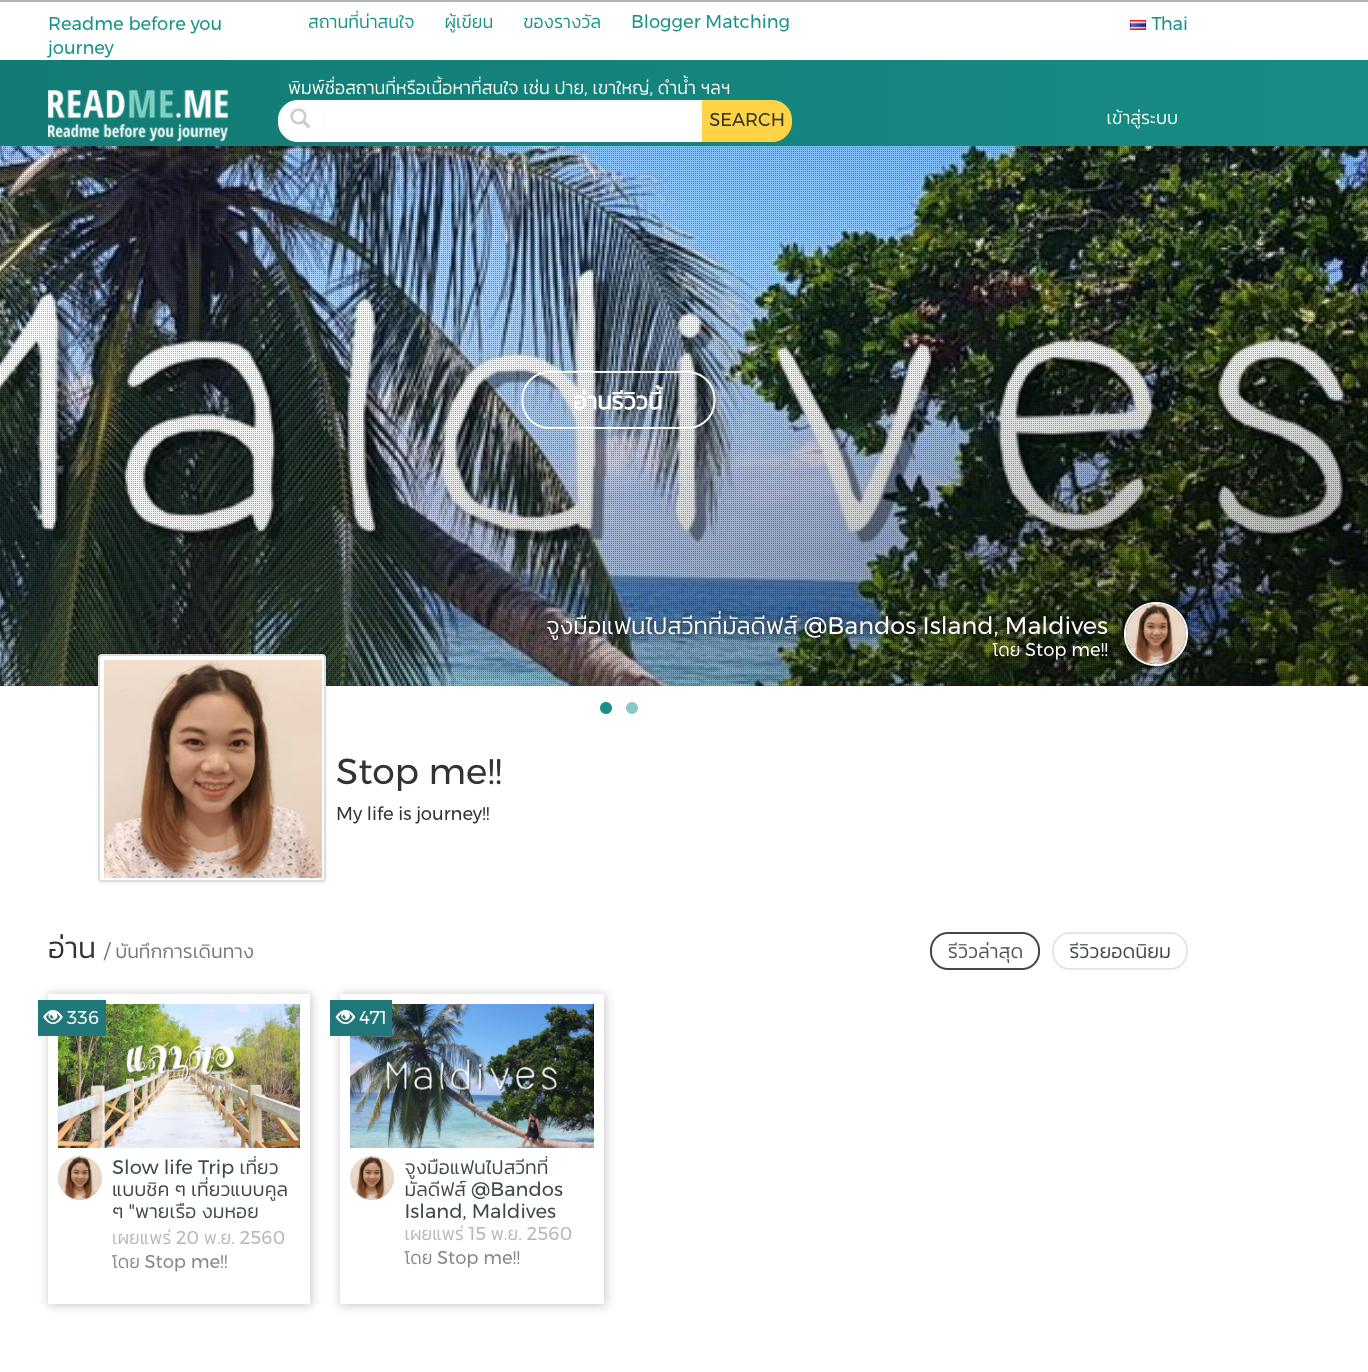 Readme before you
journey
สถานที่น่าสนใจ ผู้เขียน ของรางวัล Blogger Matching
Thai
README.ME
Readme before you journey
พิมพ์ชื่อสถานที่หรือเนื้อหาที่สนใจ เช่น ปาย, เขาใหญ่, ดำน้ำ ฯลฯ
SEARCH
เข้าสู่ระบบ
Maldives
อ่านรีวิวนี้
จูงมือแฟนไปสวีทที่มัลดีฟส์ @Bandos Island, Maldives
โดย Stop me!!
Stop me!!
My life is journey!!
อ่าน / บันทึกการเดินทาง
รีวิวล่าสุด รีวิวยอดนิยม
336
แสมตุเอ
Slow life Trip เที่ยว
แบบชิค ๆ เที่ยวแบบคูล
ๆ "พายเรือ งมหอย
เผยแพร่ 20 พ.ย. 2560
โดย Stop me!!
471
Maldives
จูงมือแฟนไปสวีทที่
มัลดีฟส์ @Bandos
Island, Maldives
เผยแพร่ 15 พ.ย. 2560
โดย Stop me!!